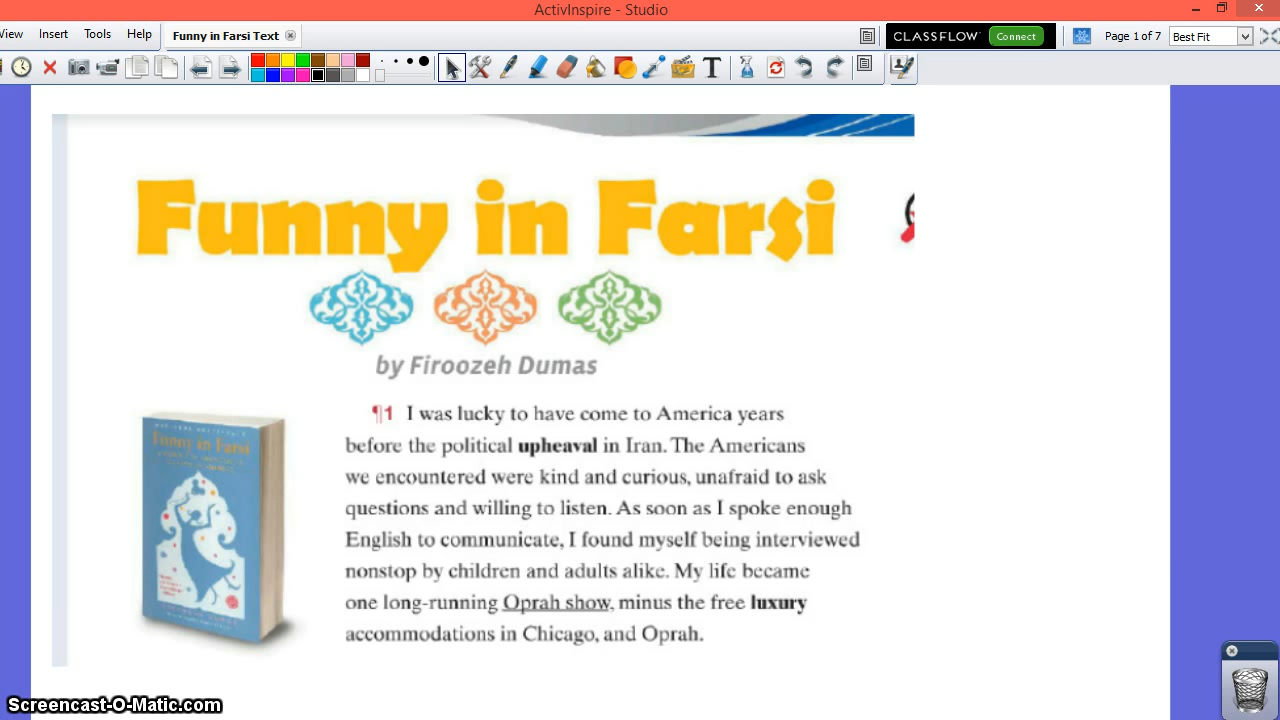 ActivInspire - Studio
View Insert Tools Help
Funny in Farsi Text
CLASSFLOW Connect
Page 1 of 7 Best Fit
T
Funny in Farsi
by Firoozeh Dumas
¶1 I was lucky to have come to America years
before the political upheaval in Iran. The Americans
we encountered were kind and curious, unafraid to ask
questions and willing to listen. As soon as I spoke enough
English to communicate, I found myself being interviewed
nonstop by children and adults alike. My life became
one long-running Oprah show, minus the free luxury
accommodations in Chicago, and Oprah.
Funny in Farsi
Screencast-O-Matic.com